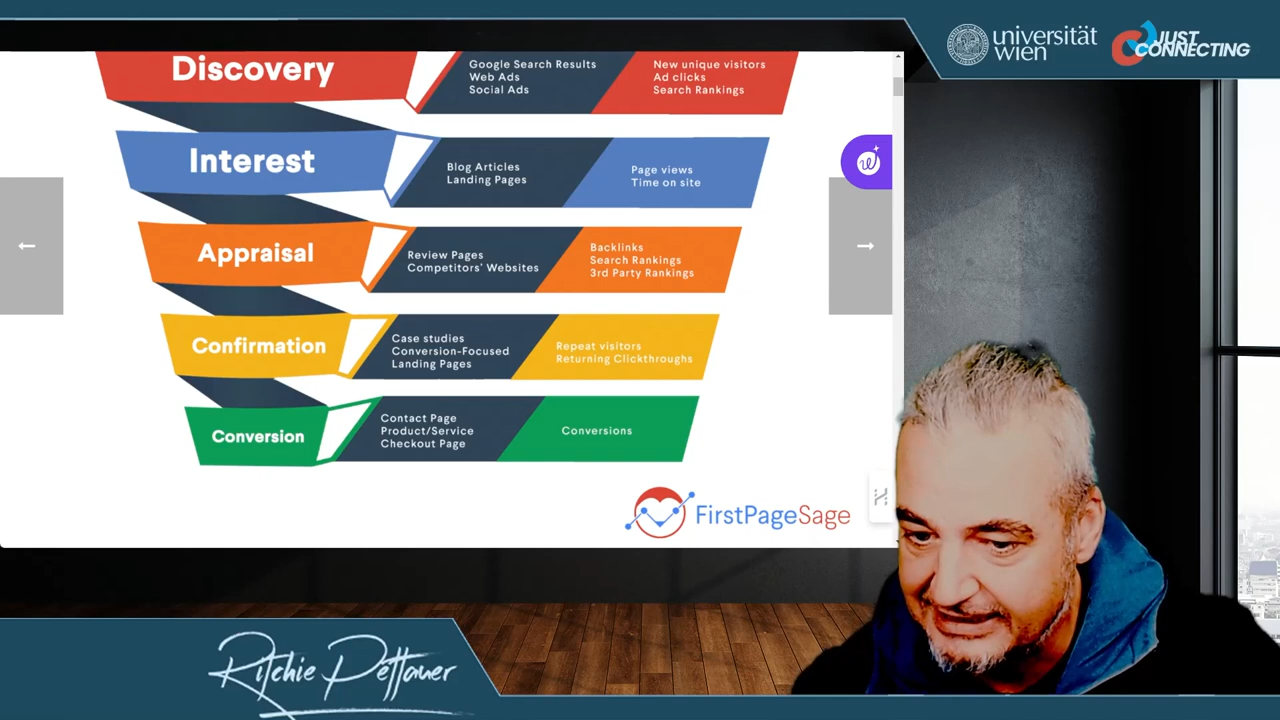 universität
wien
JUST
CONNECTING
Discovery
Google Search Results
Web Ads
Social Ads
New unique visitors
Ad clicks
Search Rankings
Interest
Blog Articles
Landing Pages
Page views
Time on site
Appraisal
Review Pages
Competitors' Websites
Backlinks
Search Rankings
3rd Party Rankings
Confirmation
Case studies
Conversion-Focused
Landing Pages
Repeat visitors
Returning Clickthroughs
Conversion
Contact Page
Product/Service
Checkout Page
Conversions
FirstPageSage
Ritchie Pettauer